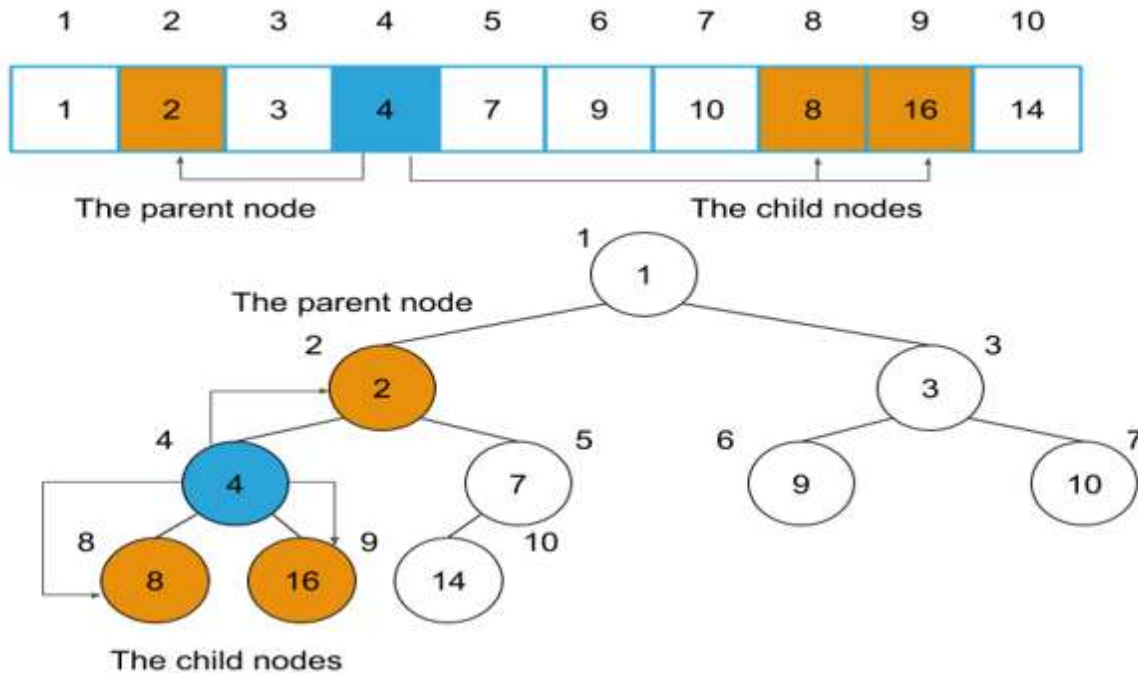 1 2 3 4 5 6 7 8 9 10
1 2 3 4 7 9 10 8 16 14
The parent node The child nodes
1
1
The parent node
2 3
2 3
4 5 6 7
4 7 9 10
8 9 10
8 16 14
The child nodes